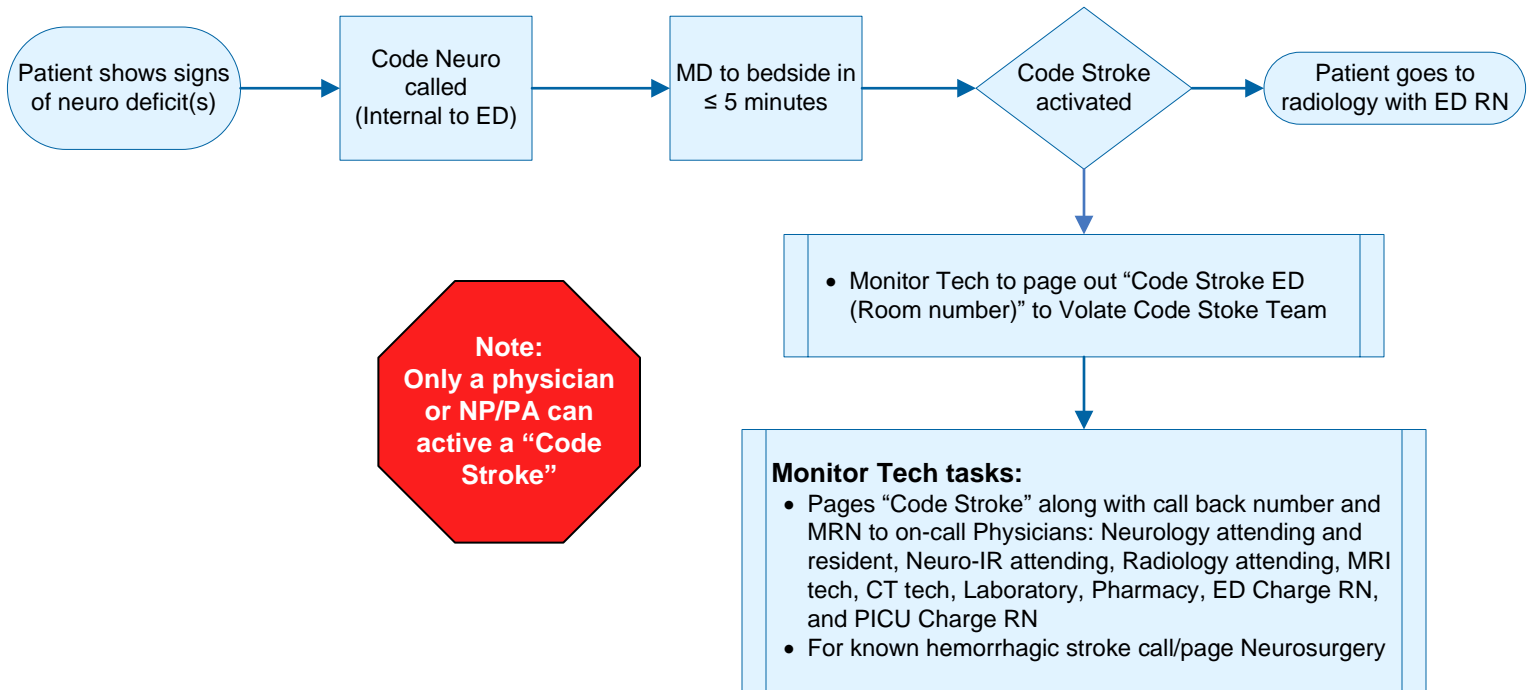 Patient shows signs
of neuro deficit(s)
Code Neuro
called
(Internal to ED)
MD to bedside in
≤ 5 minutes
Code Stroke
activated
Patient goes to
radiology with ED RN
• Monitor Tech to page out “Code Stroke ED
(Room number)” to Volate Code Stoke Team
Note:
Only a physician
or NP/PA can
active a “Code
Stroke”
Monitor Tech tasks:
• Pages “Code Stroke” along with call back number and
MRN to on-call Physicians: Neurology attending and
resident, Neuro-IR attending, Radiology attending, MRI
tech, CT tech, Laboratory, Pharmacy, ED Charge RN,
and PICU Charge RN
• For known hemorrhagic stroke call/page Neurosurgery